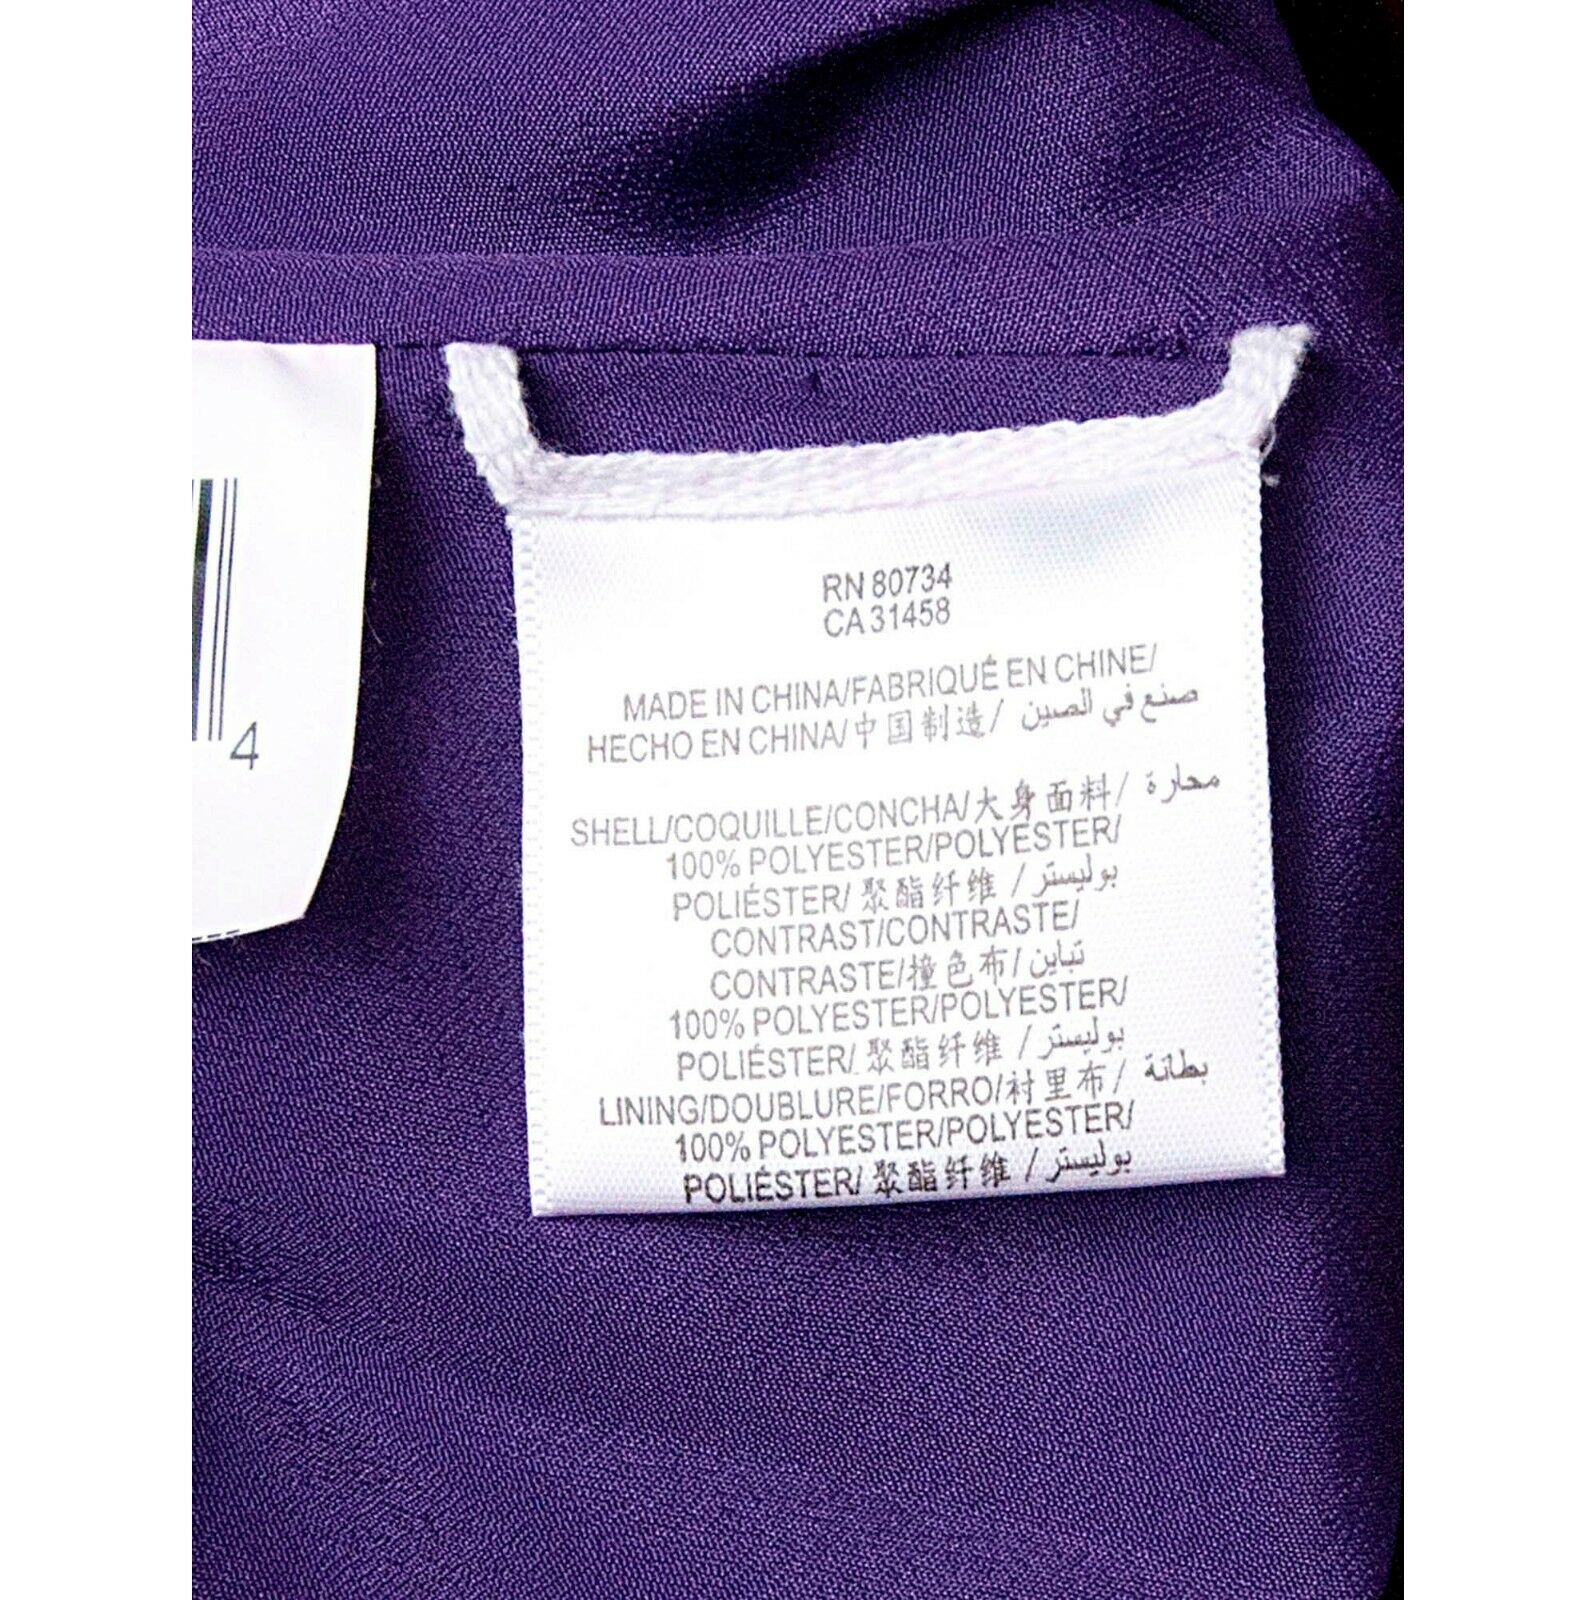 4
RN 80734
CA 31458
MADE IN CHINA/FABRIQUÉ EN CHINE/
HECHO EN CHINA/中国制造/ صنع في الصين
SHELL/COQUILLE/CONCHA/大身面料/ محارة
100% POLYESTER/POLYESTER/
POLIÉSTER/ 聚酯纤维 / بوليستر
CONTRAST/CONTRASTE/
CONTRASTE/撞色布/ تباين
100% POLYESTER/POLYESTER/
POLIÉSTER/ 聚酯纤维 / بوليستر
LINING/DOUBLURE/FORRO/衬里布/ بطانة
100% POLYESTER/POLYESTER/
POLIÉSTER/ 聚酯纤维 / بوليستر